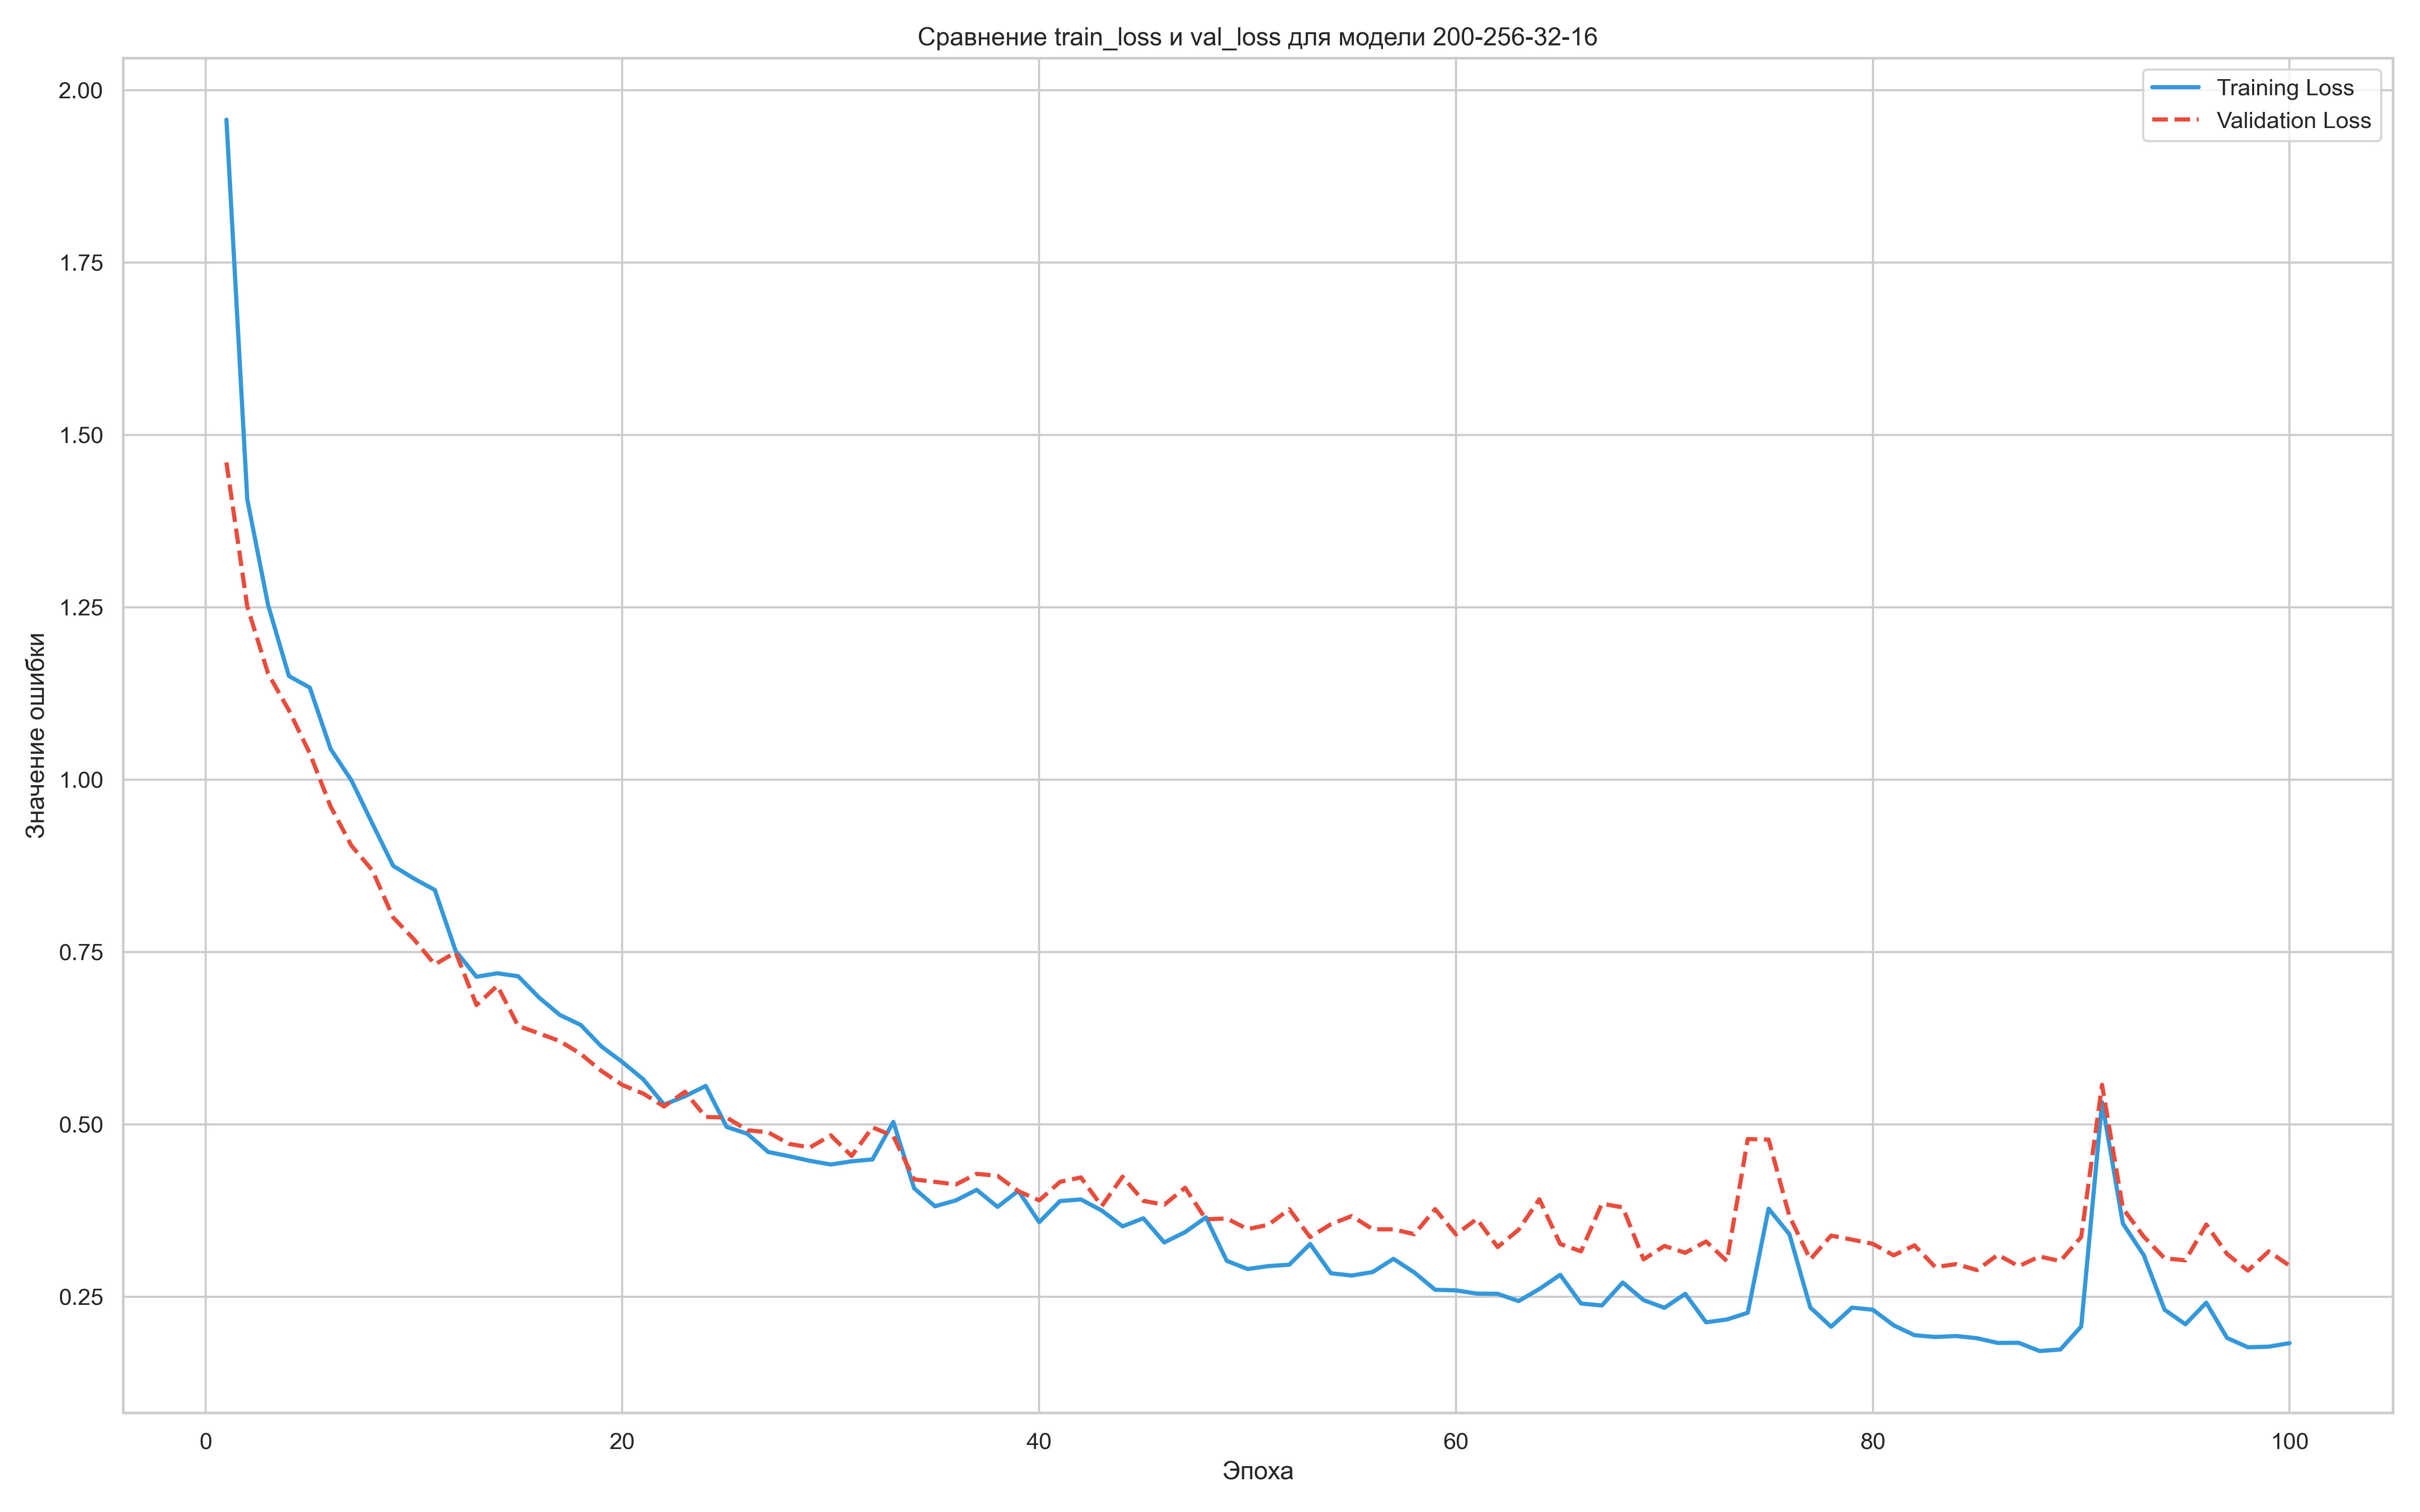 Сравнение train_loss и val_loss для модели 200-256-32-16
Training Loss
Validation Loss
Значение ошибки
2.00
1.75
1.50
1.25
1.00
0.75
0.50
0.25
0
20
40
60
80
100
Эпоха